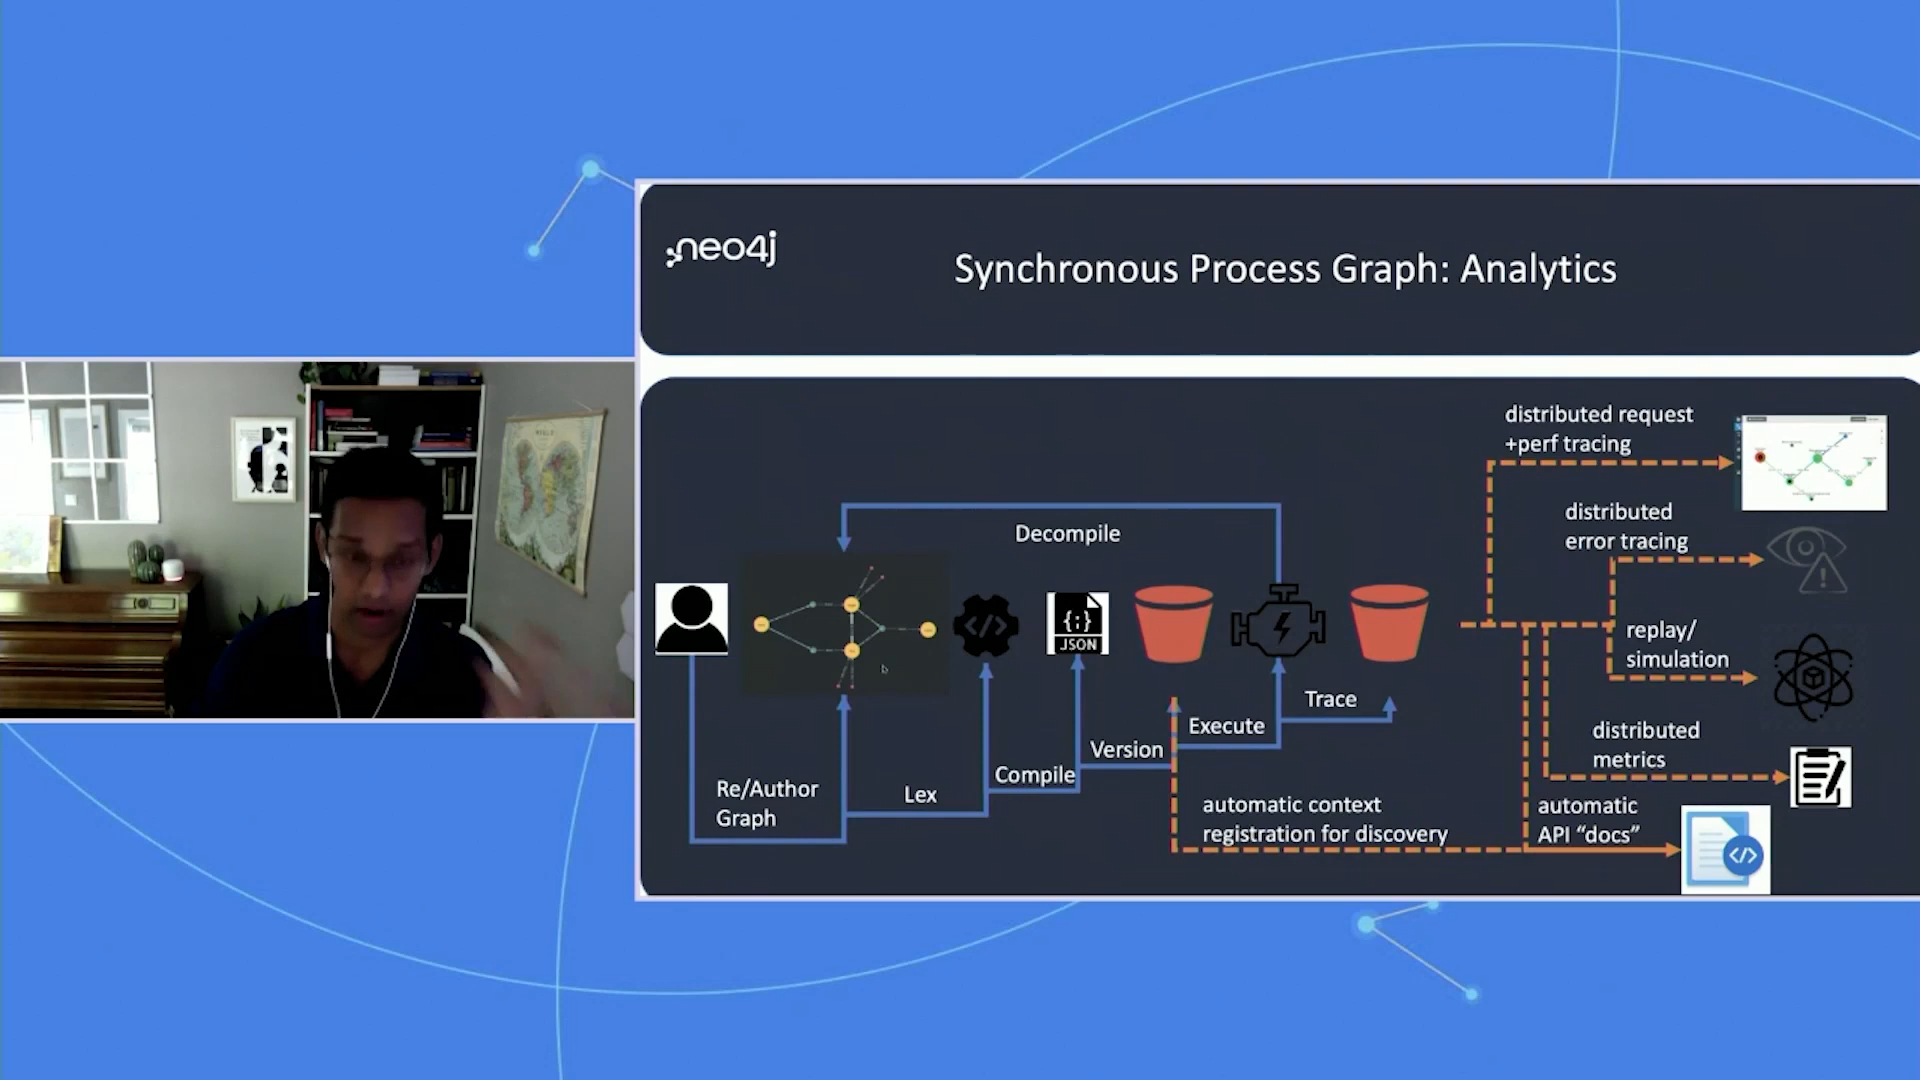 neo4j
Synchronous Process Graph: Analytics
distributed request
+perf tracing
distributed
error tracing
Decompile
JSON
replay/
simulation
Trace
Execute
Version
distributed
metrics
Compile
Re/Author
Graph
Lex
automatic context
registration for discovery
automatic
API “docs”